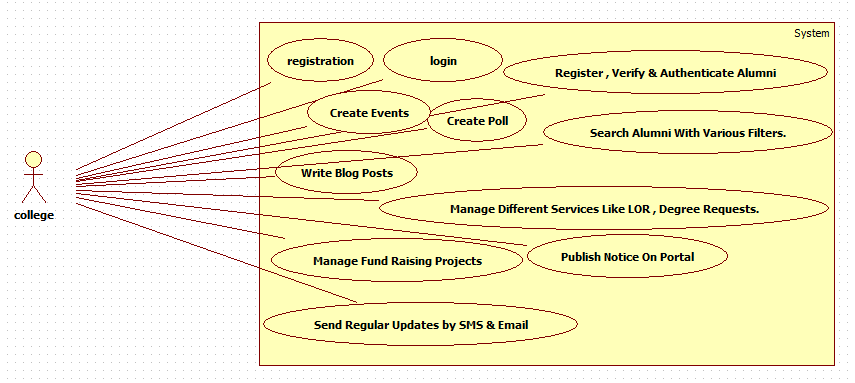 System
registration
login
Register , Verify & Authenticate Alumni
Create Events
Create Poll
Search Alumni With Various Filters.
Write Blog Posts
college
Manage Different Services Like LOR , Degree Requests.
Manage Fund Raising Projects
Publish Notice On Portal
Send Regular Updates by SMS & Email